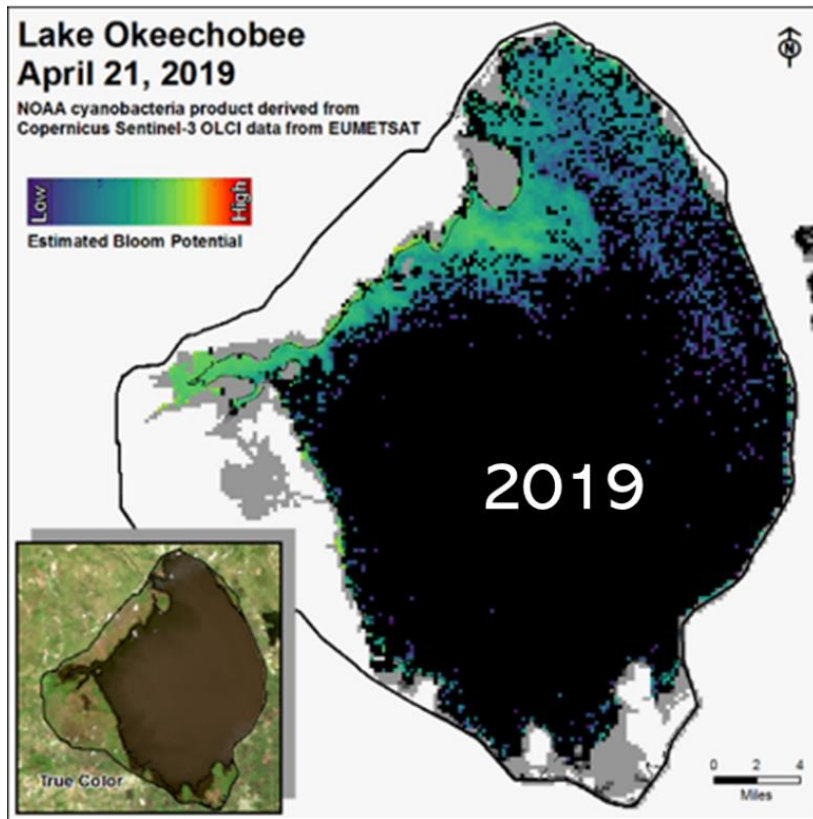 Lake Okeechobee
April 21, 2019
NOAA cyanobacteria product derived from
Copernicus Sentinel-3 OLCI data from EUMETSAT
N
Low
High
Estimated Bloom Potential
2019
True Color
0 2 4
Miles